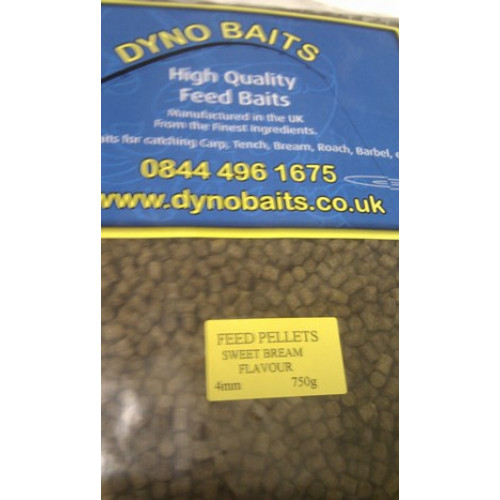 DYNO BAITS
High Quality
Feed Baits
Manufactured in the UK
From the Finest Ingredients.
for catching Carp, Tench, Bream, Roach, Barbel,
0844 496 1675
www.dynobaits.co.uk
FEED PELLETS
SWEET BREAM
FLAVOUR
4mm 750g